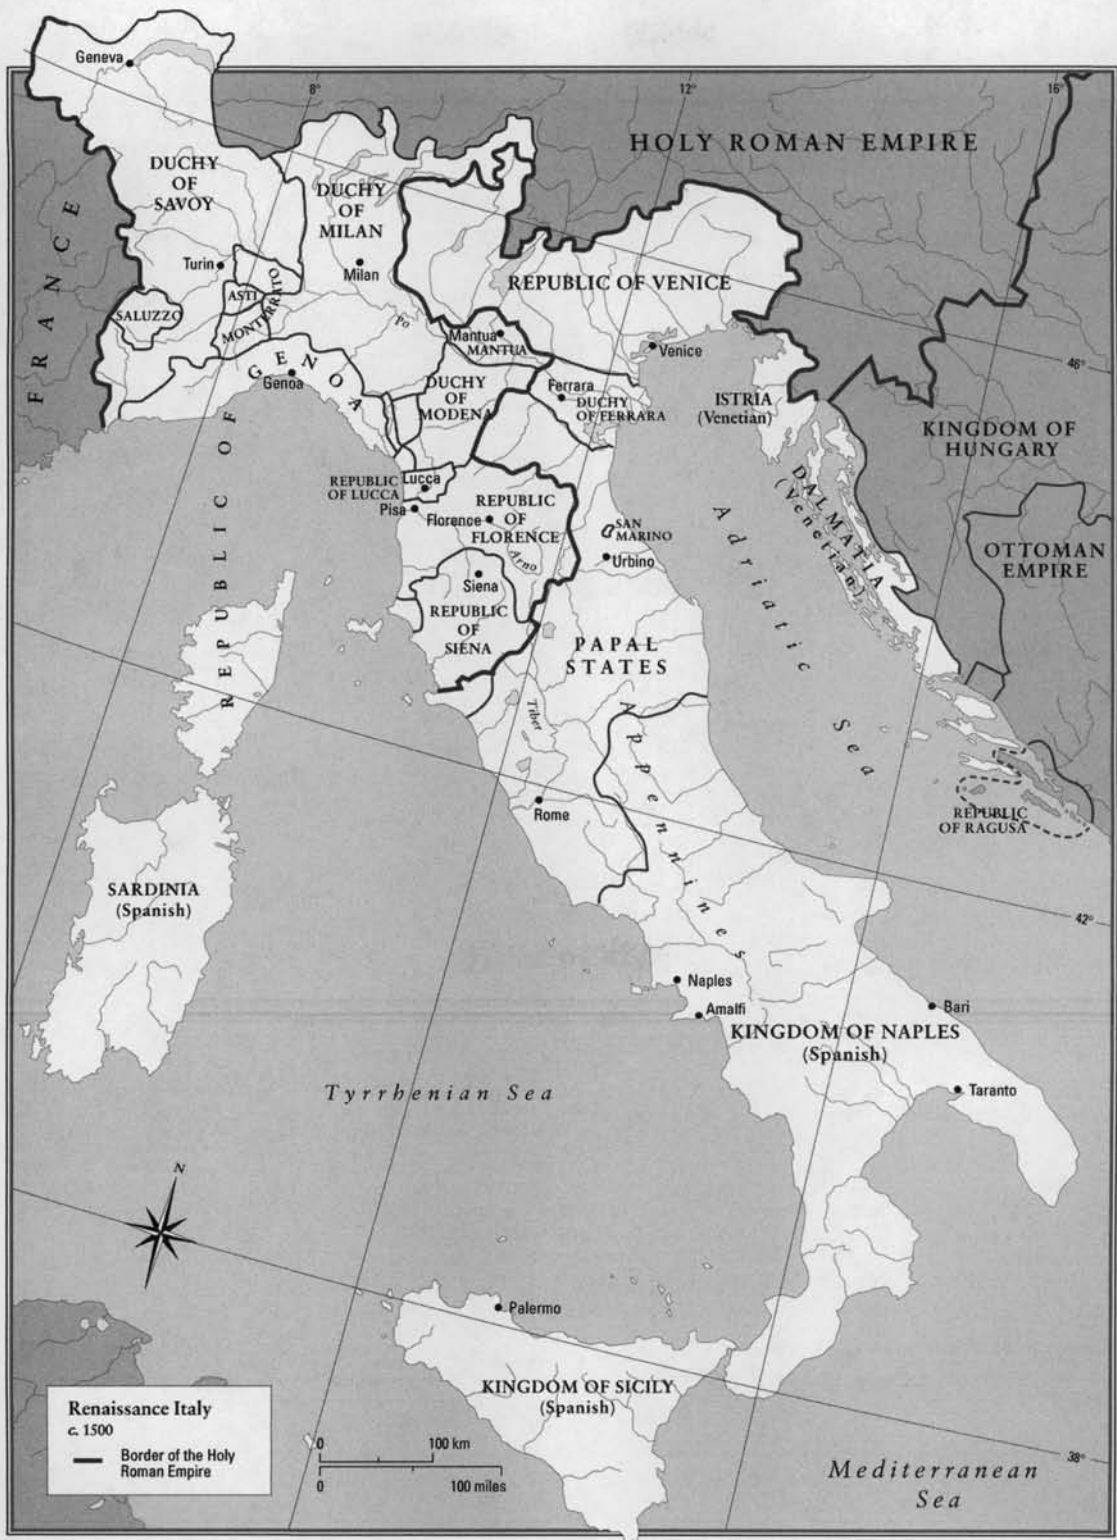 Geneva
8°
12°
16°
HOLY ROMAN EMPIRE
DUCHY
OF
SAVOY
DUCHY
OF
MILAN
FRANCE
Turin
Milan
ASTI
MONTERRATO
SALUZZO
REPUBLIC OF VENICE
Po
Mantua
MANTUA
Venice
46°
REPUBLIC OF GENOA
Genoa
DUCHY
OF
MODENA
Ferrara
DUCHY
OF FERRARA
ISTRIA
(Venetian)
KINGDOM OF
HUNGARY
DALMATIA
(Venetian)
REPUBLIC
OF LUCCA
Lucca
Pisa
Florence
REPUBLIC
OF
FLORENCE
Arno
SAN
MARINO
Urbino
Adriatic Sea
OTTOMAN
EMPIRE
Siena
REPUBLIC
OF
SIENA
PAPAL
STATES
Tiber
Appennines
Rome
REPUBLIC
OF RAGUSA
SARDINIA
(Spanish)
42°
Naples
Amalfi
Bari
KINGDOM OF NAPLES
(Spanish)
Taranto
Tyrrhenian Sea
N
Palermo
KINGDOM OF SICILY
(Spanish)
Renaissance Italy
c. 1500
Border of the Holy
Roman Empire
0 100 km
0 100 miles
38°
Mediterranean
Sea